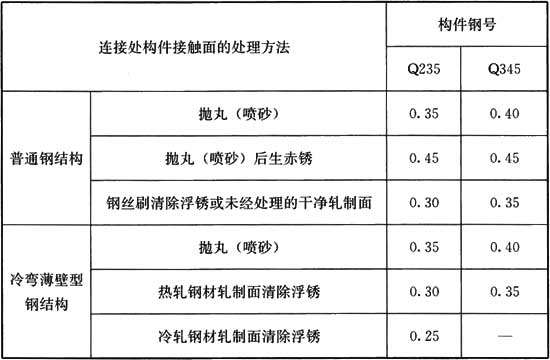 连接处构件接触面的处理方法
构件钢号
Q235
Q345
普通钢结构
抛丸（喷砂）
0.35
0.40
抛丸（喷砂）后生赤锈
0.45
0.45
钢丝刷清除浮锈或未经处理的干净轧制面
0.30
0.35
冷弯薄壁型
钢结构
抛丸（喷砂）
0.35
0.40
热轧钢材轧制面清除浮锈
0.30
0.35
冷轧钢材轧制面清除浮锈
0.25
—